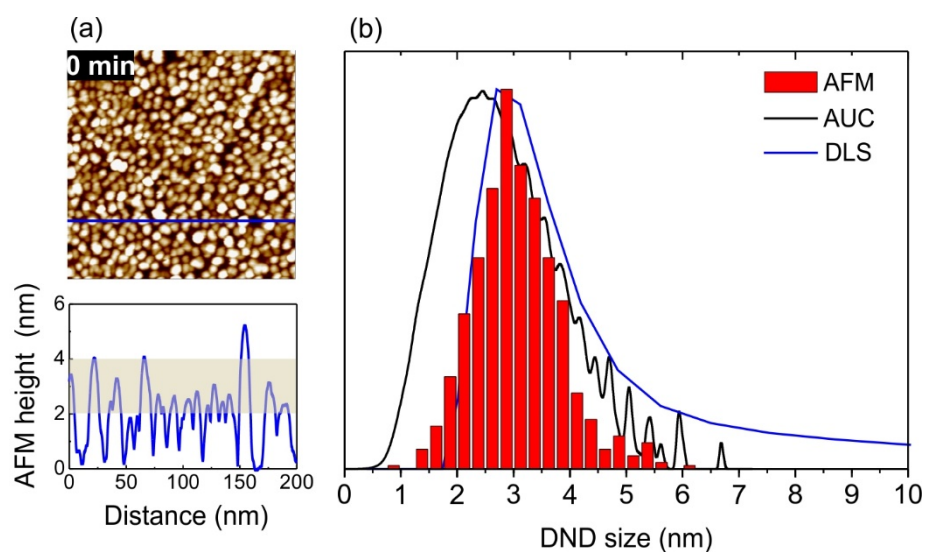 (a)
0 min
6
4
2
0
AFM height (nm)
0 50 100 150 200
Distance (nm)
(b)
AFM
AUC
DLS
0 1 2 3 4 5 6 7 8 9 10
DND size (nm)